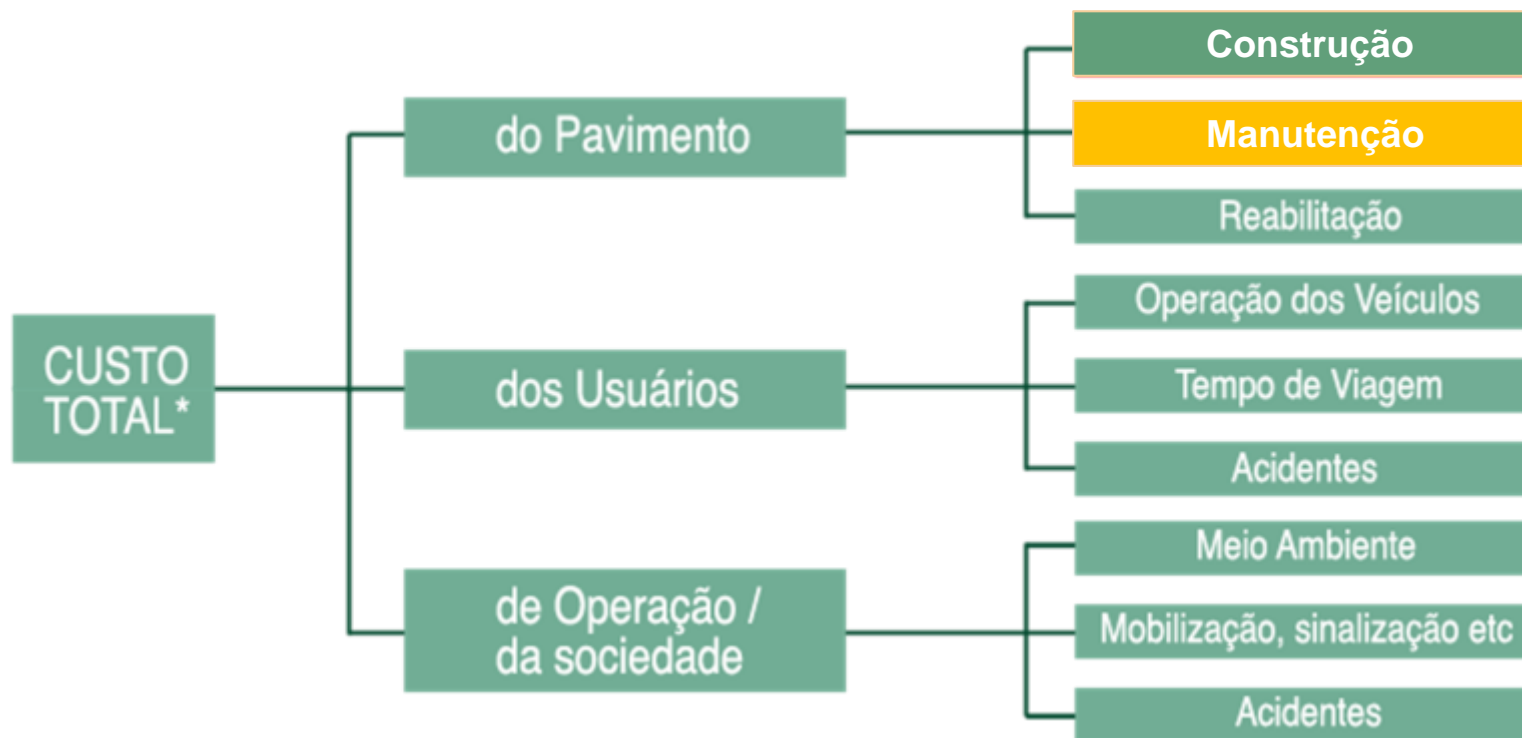 CUSTO
TOTAL*
do Pavimento
Construção
Manutenção
Reabilitação
dos Usuários
Operação dos Veículos
Tempo de Viagem
Acidentes
de Operação /
da sociedade
Meio Ambiente
Mobilização, sinalização etc
Acidentes